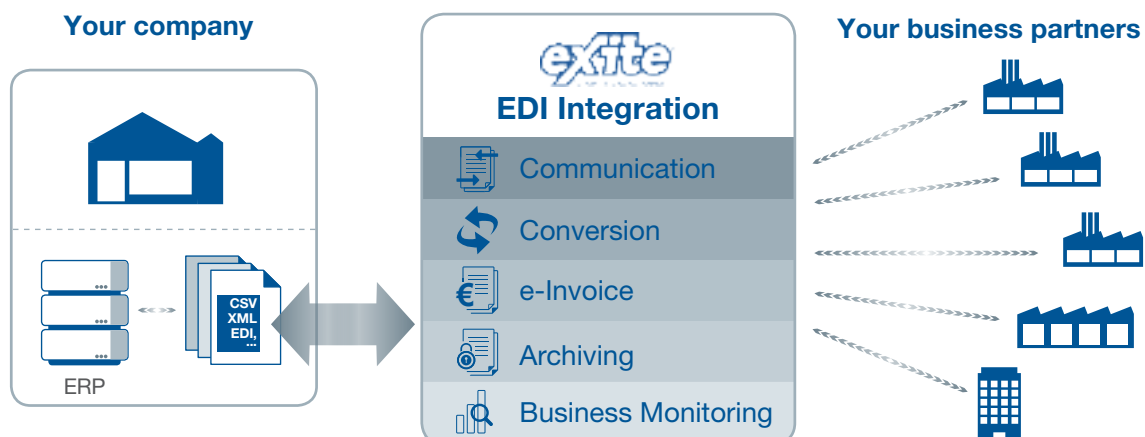 Your company
CSV
XML
EDI,
...
ERP
exite
EDI Integration
Communication
Conversion
e-Invoice
Archiving
Business Monitoring
Your business partners